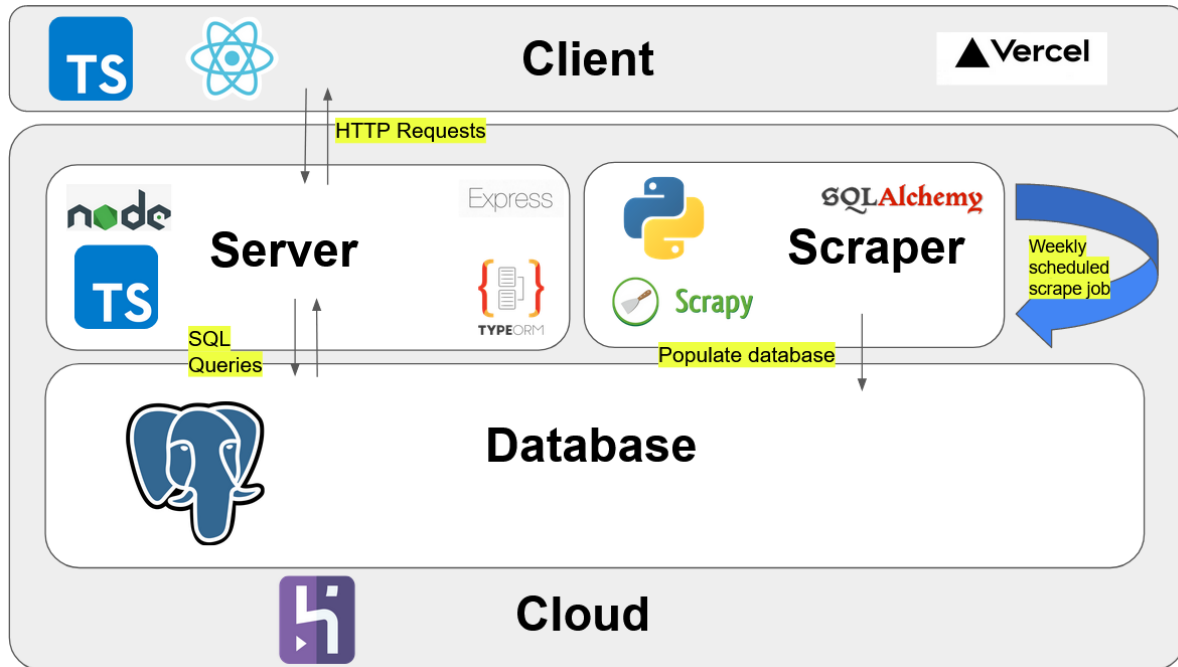 TS
Client
Vercel
HTTP Requests
node
Express
Server
TS
TYPEORM
SQLAlchemy
Scraper
Scrapy
Weekly
scheduled
scrape job
SQL
Queries
Populate database
Database
Cloud